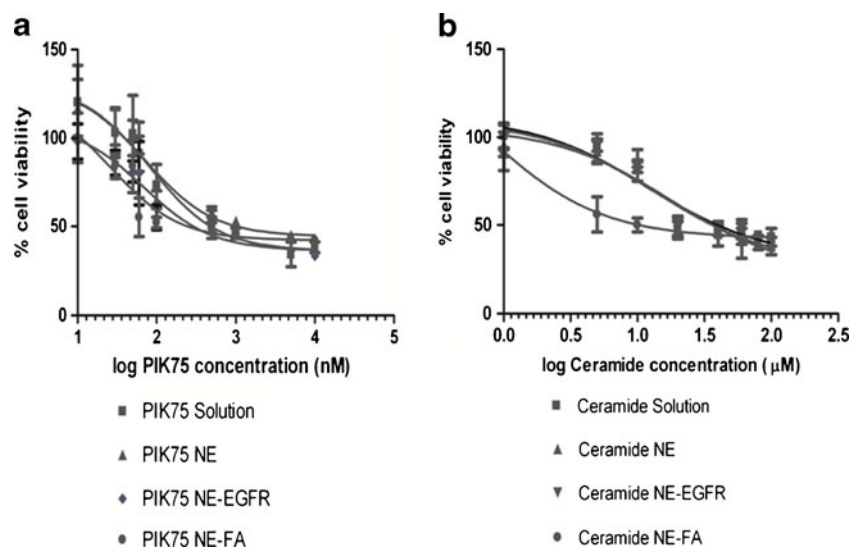 a
150
100
50
0
% cell viability
1 2 3 4 5
log PIK75 concentration (nM)
PIK75 Solution
PIK75 NE
PIK75 NE-EGFR
PIK75 NE-FA
b
150
100
50
0
% cell viability
0.0 0.5 1.0 1.5 2.0 2.5
log Ceramide concentration ( μM)
Ceramide Solution
Ceramide NE
Ceramide NE-EGFR
Ceramide NE-FA